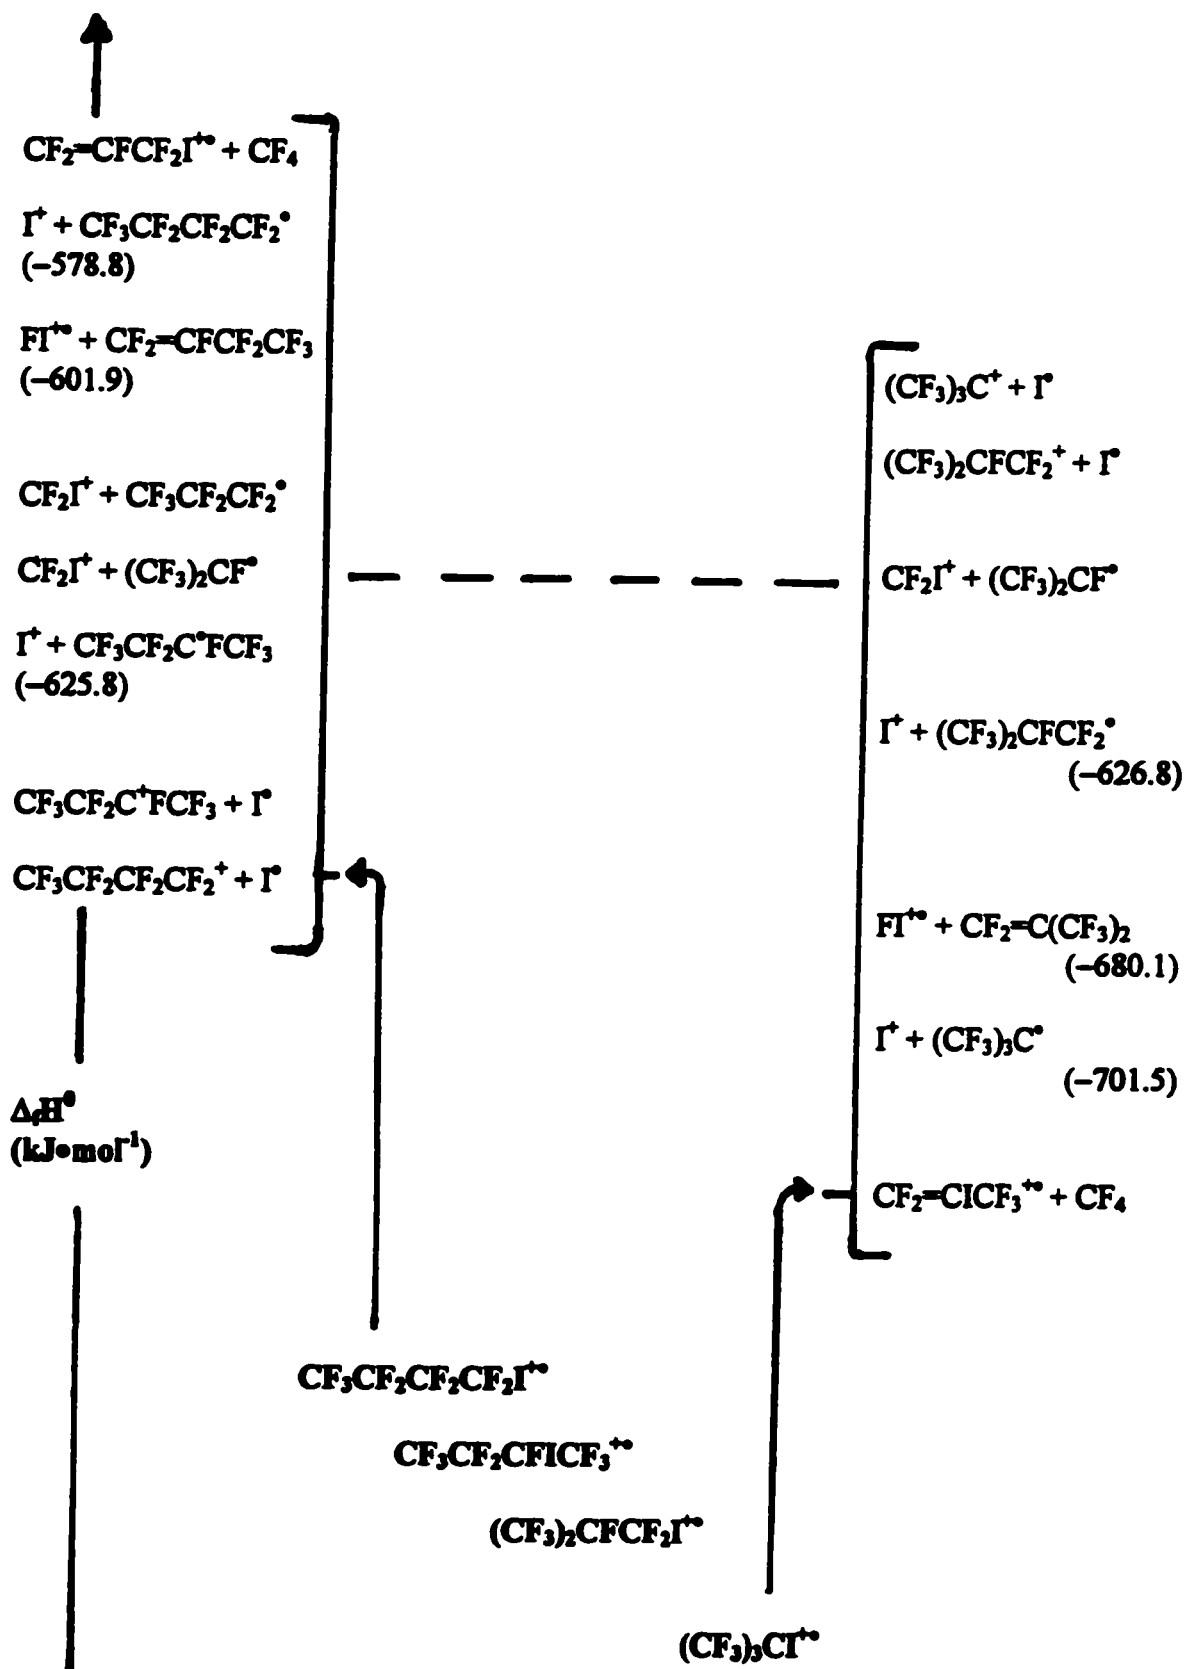 CF₂=CFCF₂I⁺• + CF₄
I⁺ + CF₃CF₂CF₂CF₂•
(−578.8)
FI⁺• + CF₂=CFCF₂CF₃
(−601.9)
CF₂I⁺ + CF₃CF₂CF₂•
CF₂I⁺ + (CF₃)₂CF•
I⁺ + CF₃CF₂C•FCF₃
(−625.8)
CF₃CF₂C⁺FCF₃ + I•
CF₃CF₂CF₂CF₂⁺ + I•
ΔfH⁰
(kJ•mol⁻¹)
(CF₃)₃C⁺ + I•
(CF₃)₂CFCF₂⁺ + I•
CF₂I⁺ + (CF₃)₂CF•
I⁺ + (CF₃)₂CFCF₂•
(−626.8)
FI⁺• + CF₂=C(CF₃)₂
(−680.1)
I⁺ + (CF₃)₃C•
(−701.5)
CF₂=CICF₃⁺• + CF₄
CF₃CF₂CF₂CF₂I⁺•
CF₃CF₂CFICF₃⁺•
(CF₃)₂CFCF₂I⁺•
(CF₃)₃CI⁺•